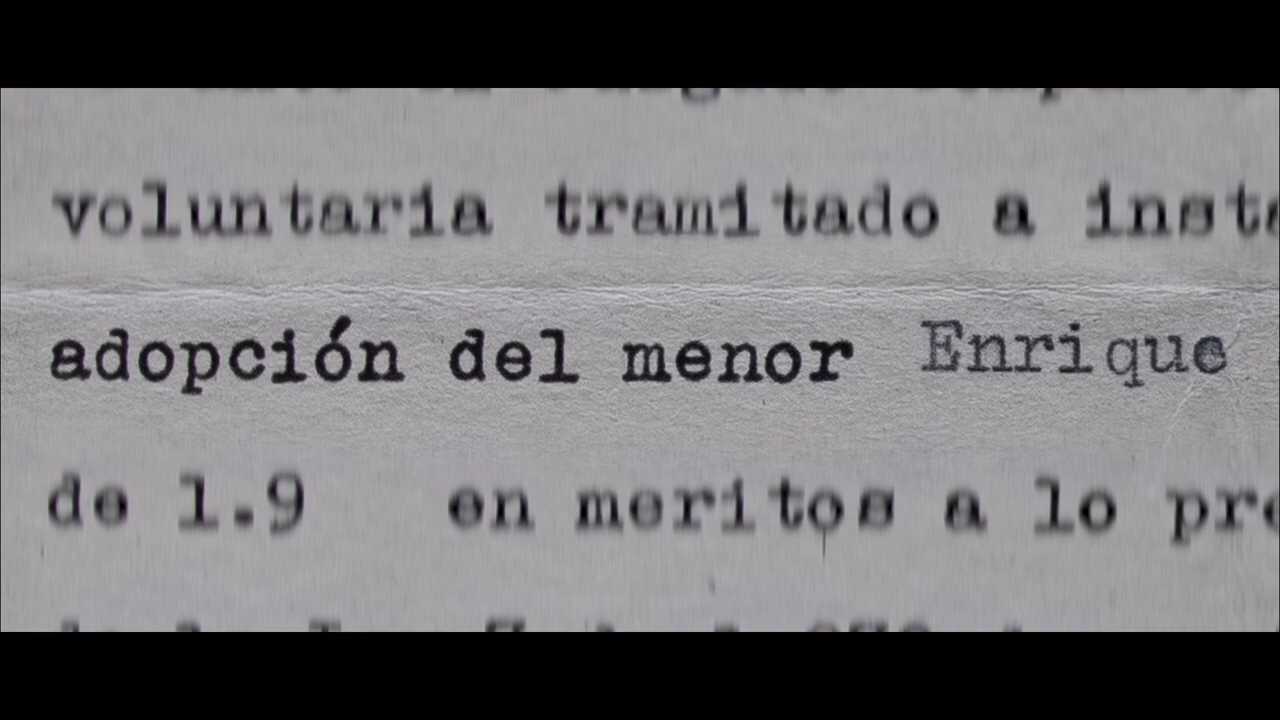 voluntaria tramitado a inst
adopción del menor Enrique
de 1.9 en meritos a lo pr